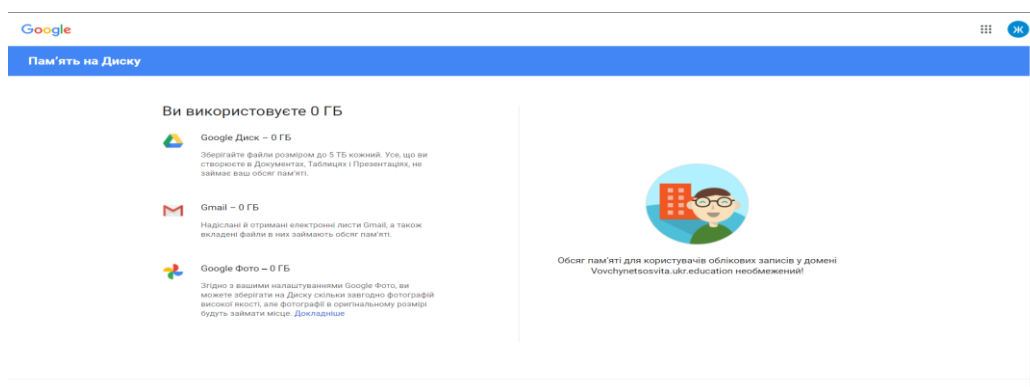 Google
Ж
Пам'ять на Диску
Ви використовуєте 0 ГБ
Google Диск – 0 ГБ
Зберігайте файли розміром до 5 ТБ кожний. Усе, що ви
створюєте в Документах, Таблицях і Презентаціях, не
займає ваш обсяг пам'яті.
Gmail – 0 ГБ
Надіслані й отримані електронні листи Gmail, а також
вкладені файли в них займають обсяг пам'яті.
Google Фото – 0 ГБ
Згідно з вашими налаштуваннями Google Фото, ви
можете зберігати на Диску скільки завгодно фотографій
високої якості, але фотографії в оригінальному розмірі
будуть займати місце. Докладніше
Обсяг пам'яті для користувачів облікових записів у домені
Vovchynetsosvita.ukr.education необмежений!